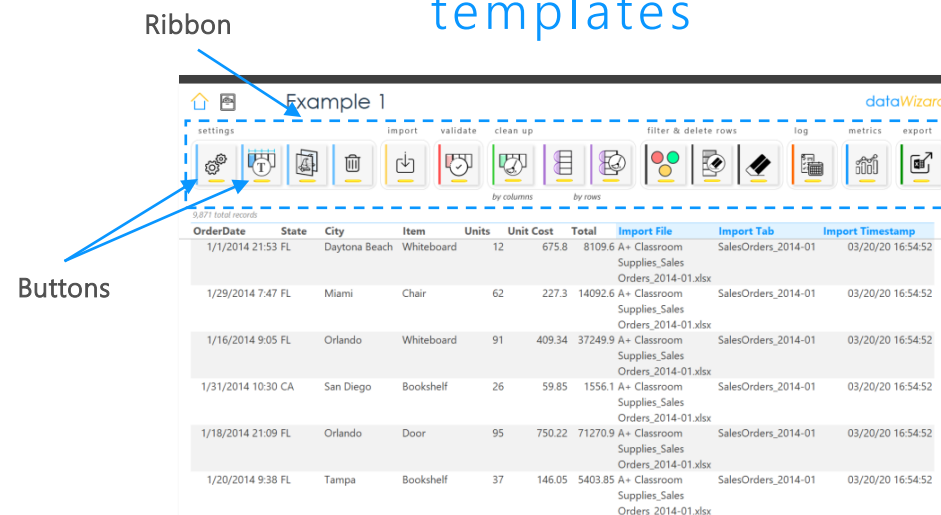 templates
Ribbon
Example 1
dataWizard
settings import validate clean up filter & delete rows log metrics export
by columns by rows
9,871 total records
OrderDate State City Item Units Unit Cost Total Import File Import Tab Import Timestamp
1/1/2014 21:53 FL Daytona Beach Whiteboard 12 675.8 8109.6 A+ Classroom SalesOrders_2014-01 03/20/20 16:54:52
Supplies_Sales
Orders_2014-01.xlsx
Buttons
1/29/2014 7:47 FL Miami Chair 62 227.3 14092.6 A+ Classroom SalesOrders_2014-01 03/20/20 16:54:52
Supplies_Sales
Orders_2014-01.xlsx
1/16/2014 9:05 FL Orlando Whiteboard 91 409.34 37249.9 A+ Classroom SalesOrders_2014-01 03/20/20 16:54:52
Supplies_Sales
Orders_2014-01.xlsx
1/31/2014 10:30 CA San Diego Bookshelf 26 59.85 1556.1 A+ Classroom SalesOrders_2014-01 03/20/20 16:54:52
Supplies_Sales
Orders_2014-01.xlsx
1/18/2014 21:09 FL Orlando Door 95 750.22 71270.9 A+ Classroom SalesOrders_2014-01 03/20/20 16:54:52
Supplies_Sales
Orders_2014-01.xlsx
1/20/2014 9:38 FL Tampa Bookshelf 37 146.05 5403.85 A+ Classroom SalesOrders_2014-01 03/20/20 16:54:52
Supplies_Sales
Orders_2014-01.xlsx